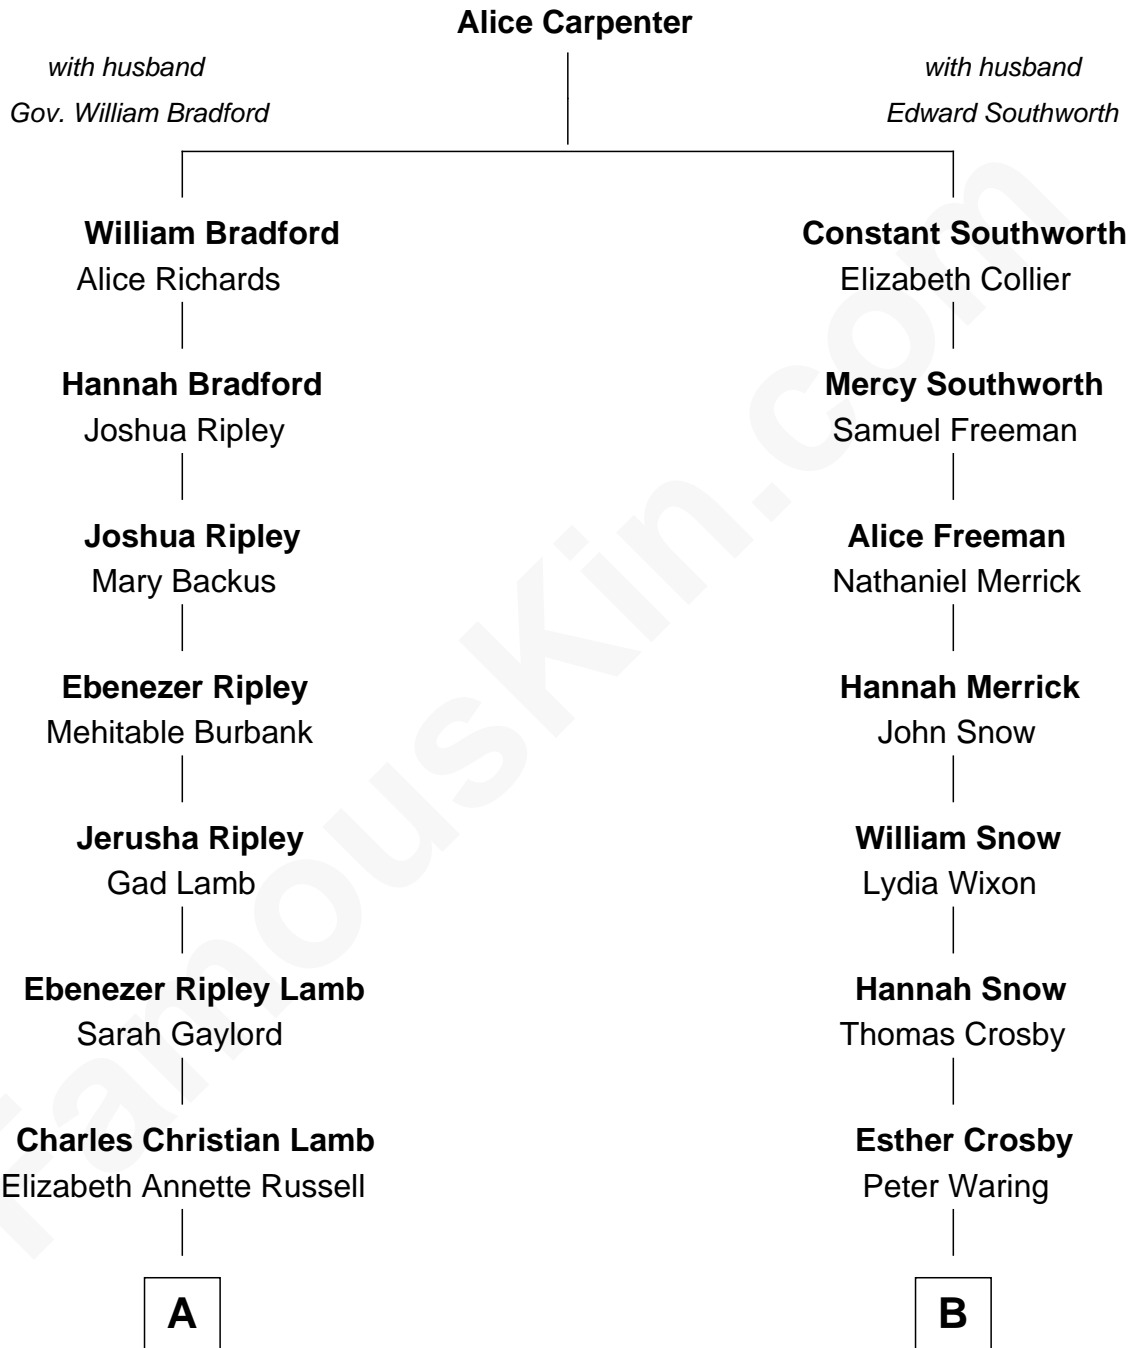 Alice Carpenter
with husband
Gov. William Bradford
with husband
Edward Southworth
William Bradford
Alice Richards
Constant Southworth
Elizabeth Collier
Hannah Bradford
Joshua Ripley
Mercy Southworth
Samuel Freeman
Joshua Ripley
Mary Backus
Alice Freeman
Nathaniel Merrick
Ebenezer Ripley
Mehitable Burbank
Hannah Merrick
John Snow
Jerusha Ripley
Gad Lamb
William Snow
Lydia Wixon
Ebenezer Ripley Lamb
Sarah Gaylord
Hannah Snow
Thomas Crosby
Charles Christian Lamb
Elizabeth Annette Russell
Esther Crosby
Peter Waring
A
B
FamousKin.com